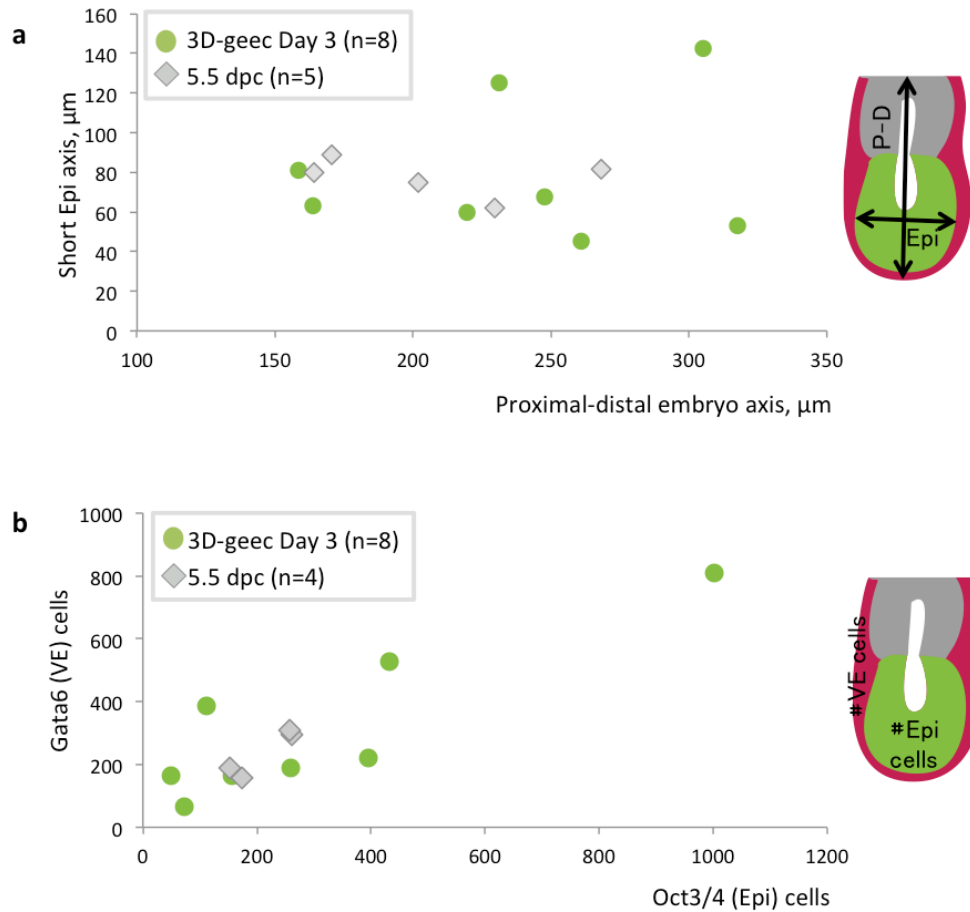 a
160
140
120
100
80
60
40
20
0
Short Epi axis, μm
3D-geec Day 3 (n=8)
5.5 dpc (n=5)
100
150
200
250
300
350
Proximal-distal embryo axis, μm
P-D
Epi
b
1000
800
600
400
200
0
Gata6 (VE) cells
3D-geec Day 3 (n=8)
5.5 dpc (n=4)
0
200
400
600
800
1000
1200
Oct3/4 (Epi) cells
#VE cells
#Epi
cells